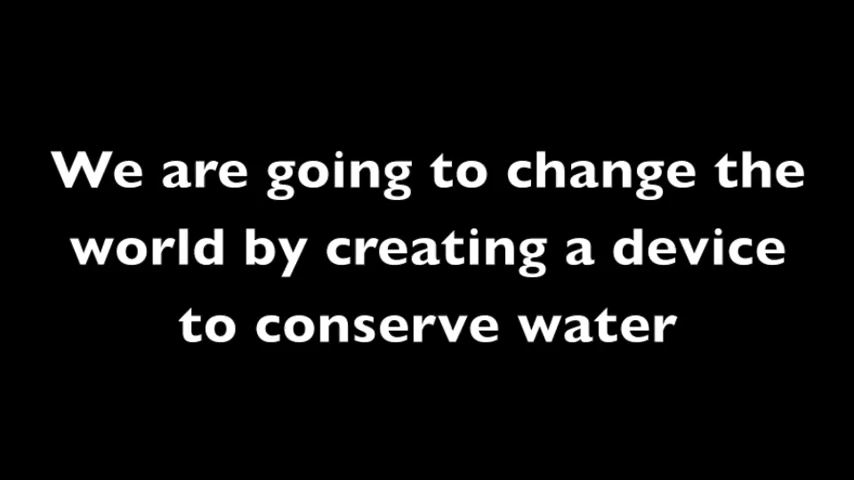 We are going to change the
world by creating a device
to conserve water